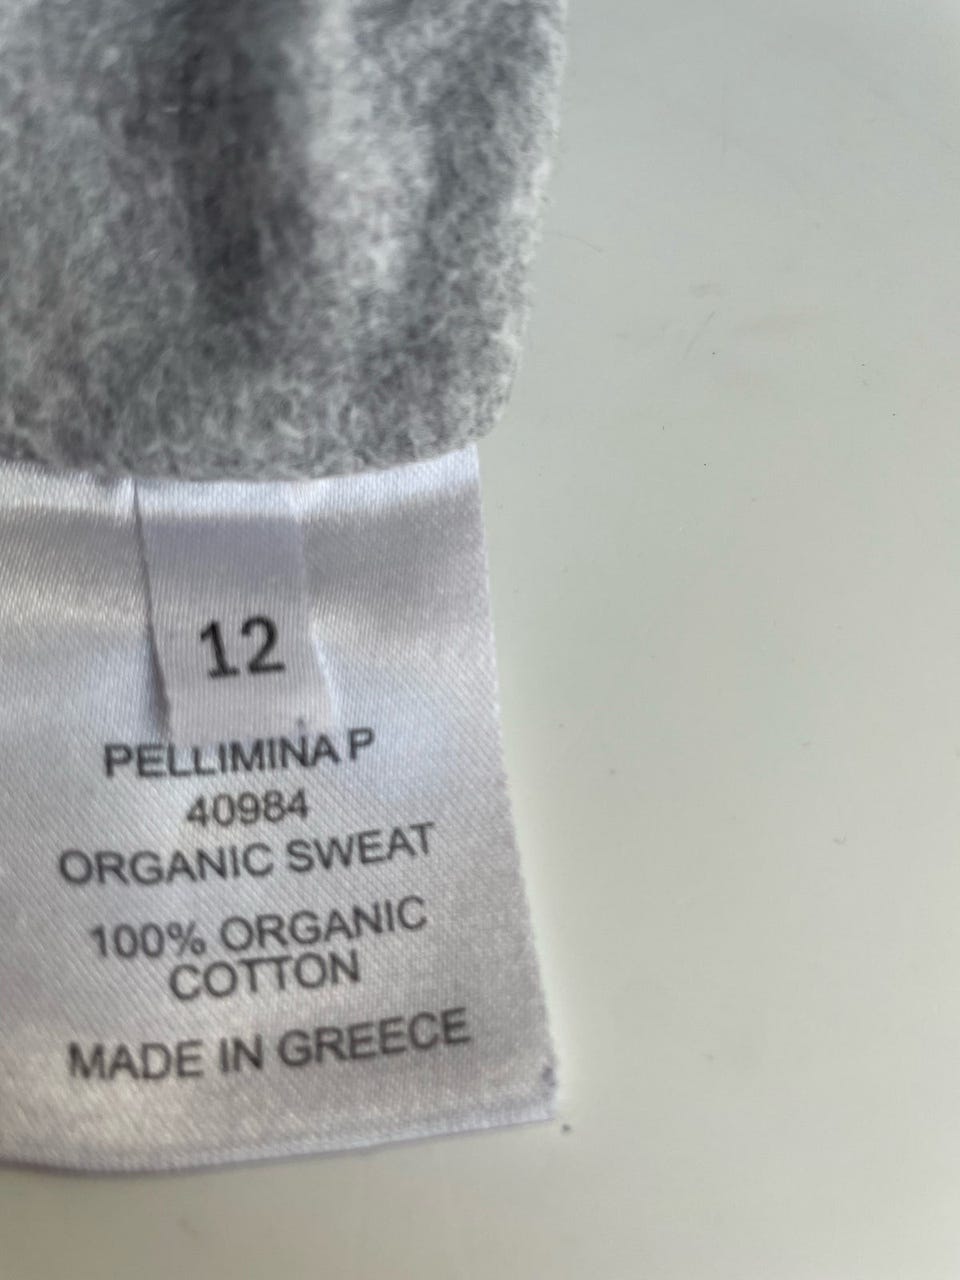 12
PELLIMINA P
40984
ORGANIC SWEAT
100% ORGANIC
COTTON
MADE IN GREECE